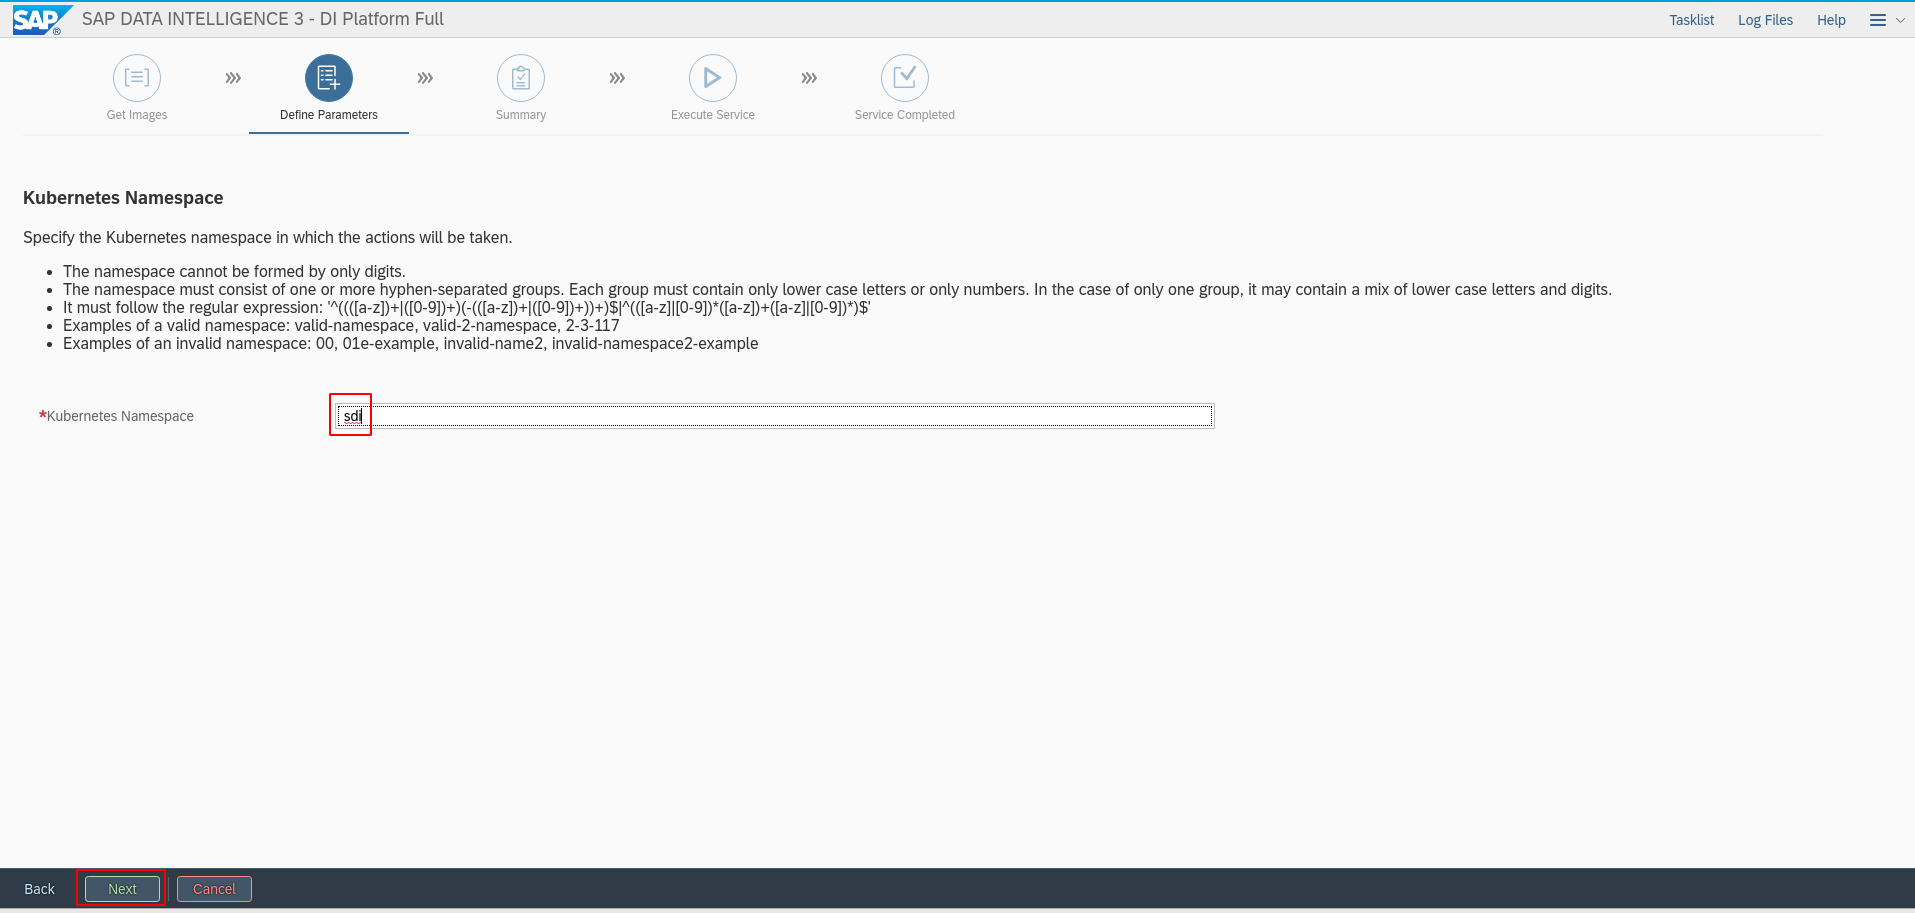 SAP® SAP DATA INTELLIGENCE 3 - DI Platform Full Tasklist Log Files Help
Get Images Define Parameters Summary Execute Service Service Completed
Kubernetes Namespace
Specify the Kubernetes namespace in which the actions will be taken.
• The namespace cannot be formed by only digits.
• The namespace must consist of one or more hyphen-separated groups. Each group must contain only lower case letters or only numbers. In the case of only one group, it may contain a mix of lower case letters and digits.
• It must follow the regular expression: '^((([a-z])+|([0-9])+)(-(([a-z])+|([0-9])+))+)$|^(([a-z]|[0-9])*([a-z])+([a-z]|[0-9])*)$'
• Examples of a valid namespace: valid-namespace, valid-2-namespace, 2-3-117
• Examples of an invalid namespace: 00, 01e-example, invalid-name2, invalid-namespace2-example
*Kubernetes Namespace sdi
Back Next Cancel